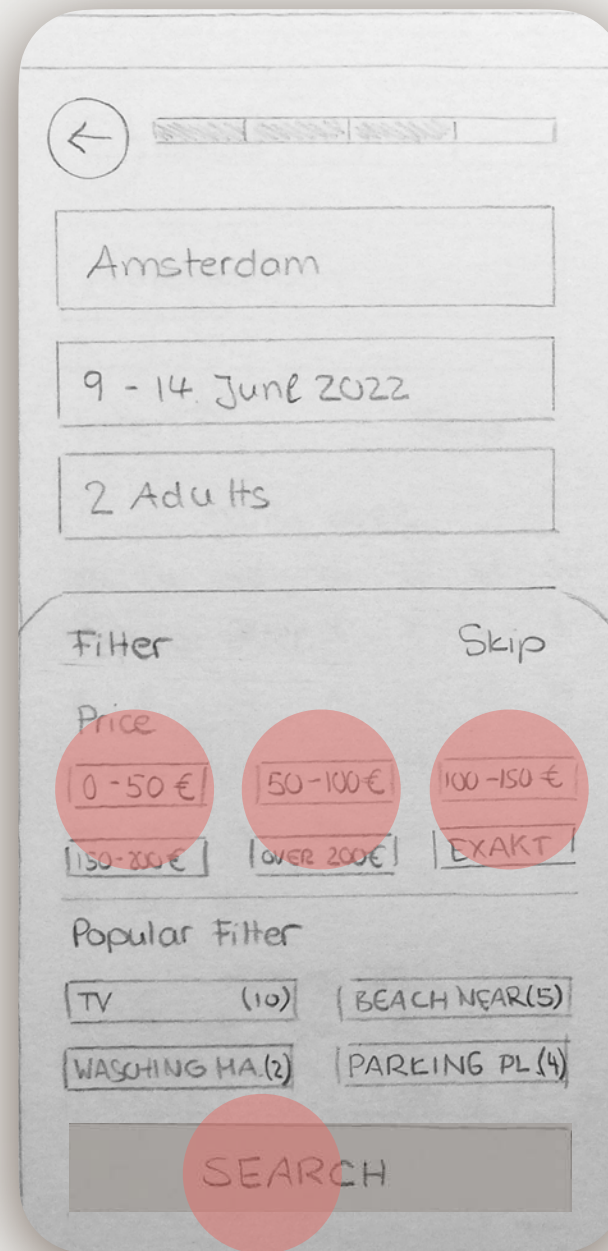 Amsterdam
9 - 14. June 2022
2 Adults
Filter Skip
Price
0-50 € 50-100€ 100-150 €
150-200€ OVER 200€ EXAKT
Popular Filter
TV (10) BEACH NEAR(5)
WASCHING MA.(2) PARKING PL.(4)
SEARCH